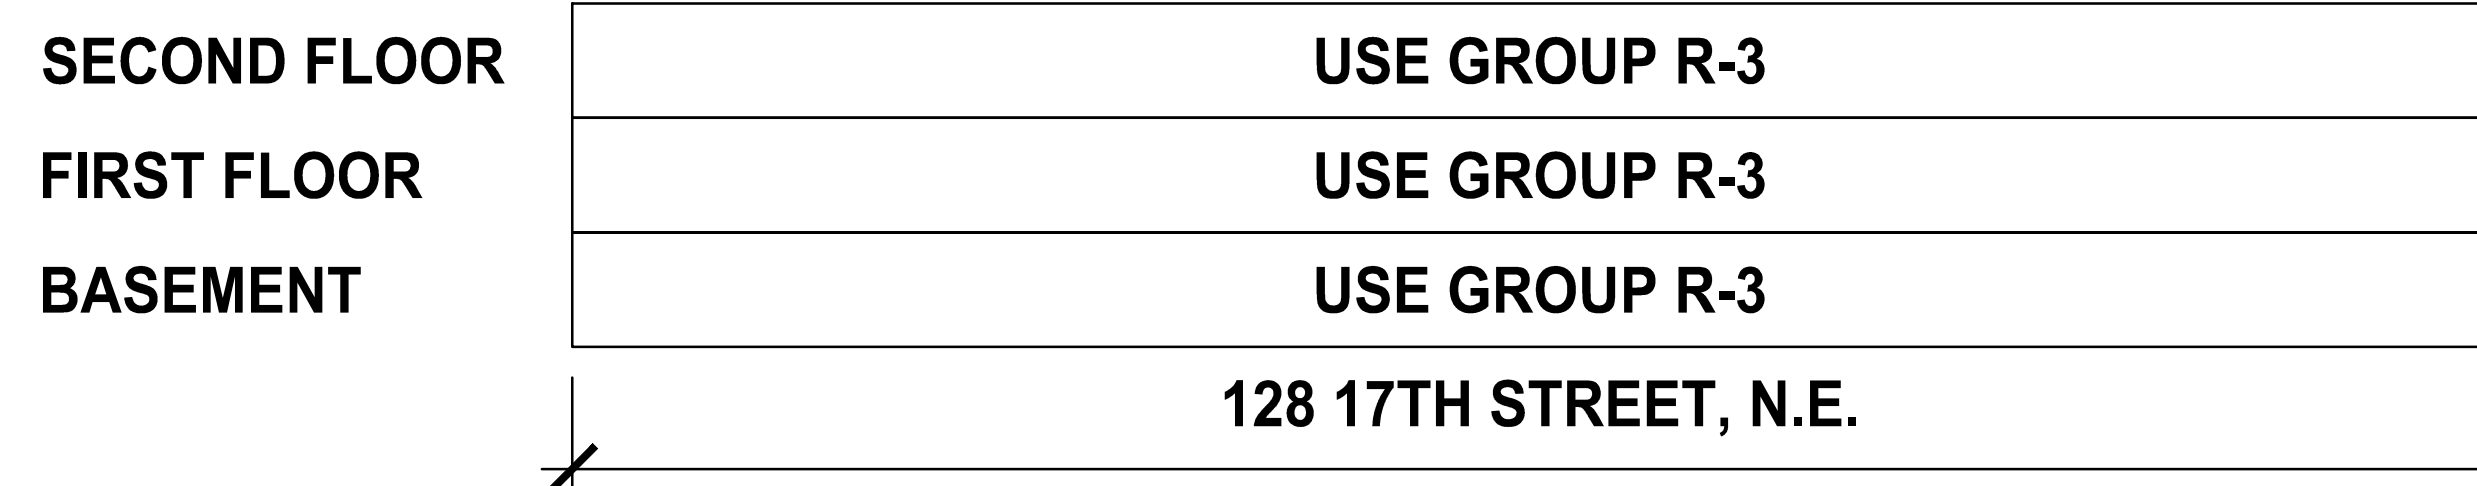 SECOND FLOOR USE GROUP R-3
FIRST FLOOR USE GROUP R-3
BASEMENT USE GROUP R-3
128 17TH STREET, N.E.